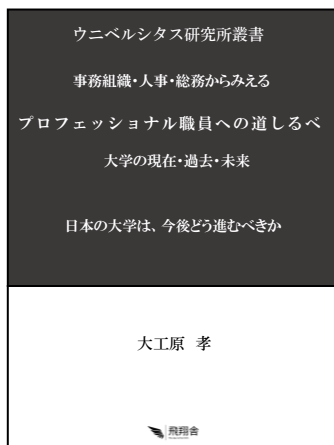 ウニベルシタス研究所叢書
事務組織・人事・総務からみえる
プロフェッショナル職員への道しるべ
大学の現在・過去・未来
日本の大学は、今後どう進むべきか
大工原 孝
飛翔舎